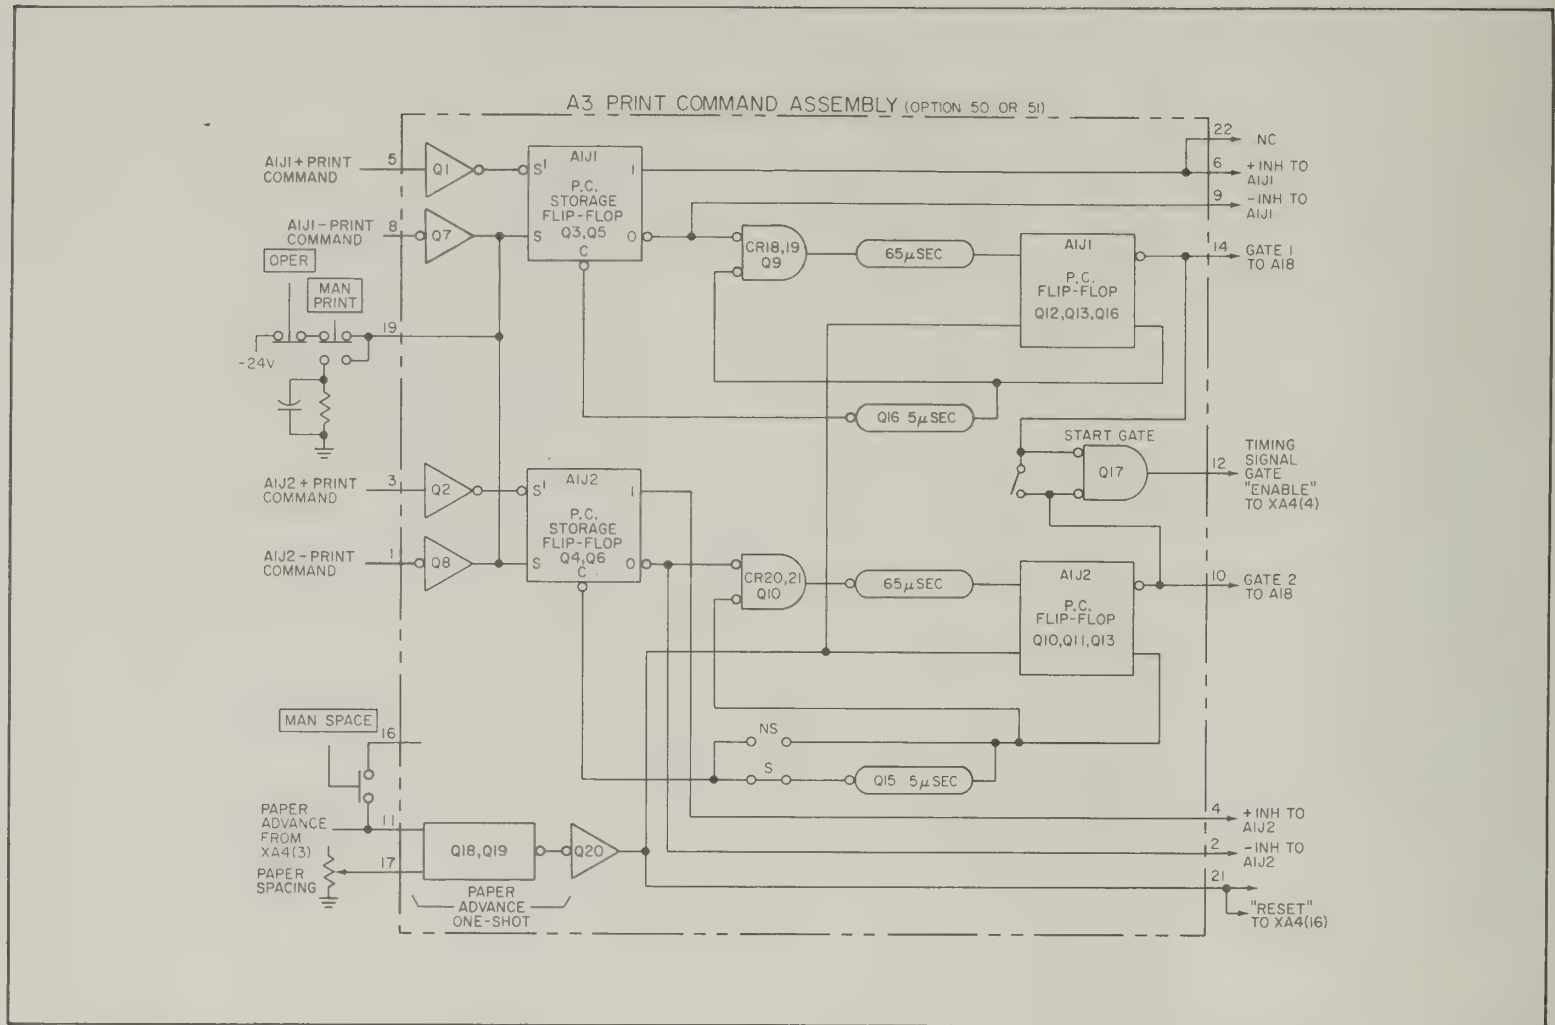 A3 PRINT COMMAND ASSEMBLY (OPTION 50 OR 51)
A1J1+PRINT
COMMAND
5
Q1
S'
A1J1
P.C.
STORAGE
FLIP-FLOP
Q3,Q5
1
S
0
C
22
NC
6
+INH TO
A1J1
9
-INH TO
A1J1
A1J1-PRINT
COMMAND
8
Q7
CR18,19
Q9
65μSEC
A1J1
P.C.
FLIP-FLOP
Q12,Q13,Q16
14
GATE 1
TO A18
OPER
MAN
PRINT
19
-24V
Q16 5μSEC
START GATE
Q17
12
TIMING
SIGNAL
GATE
"ENABLE"
TO XA4(4)
A1J2+PRINT
COMMAND
3
Q2
S'
A1J2
P.C.
STORAGE
FLIP-FLOP
Q4,Q6
1
S
0
C
A1J2-PRINT
COMMAND
1
Q8
CR20,21
Q10
65μSEC
A1J2
P.C.
FLIP-FLOP
Q10,Q11,Q13
10
GATE 2
TO A18
MAN SPACE
16
NS
S
Q15 5μSEC
PAPER
ADVANCE
FROM
XA4(3)
11
PAPER
SPACING
17
Q18,Q19
Q20
PAPER
ADVANCE
ONE-SHOT
4
+INH TO
A1J2
2
-INH TO
A1J2
21
"RESET"
TO XA4(16)